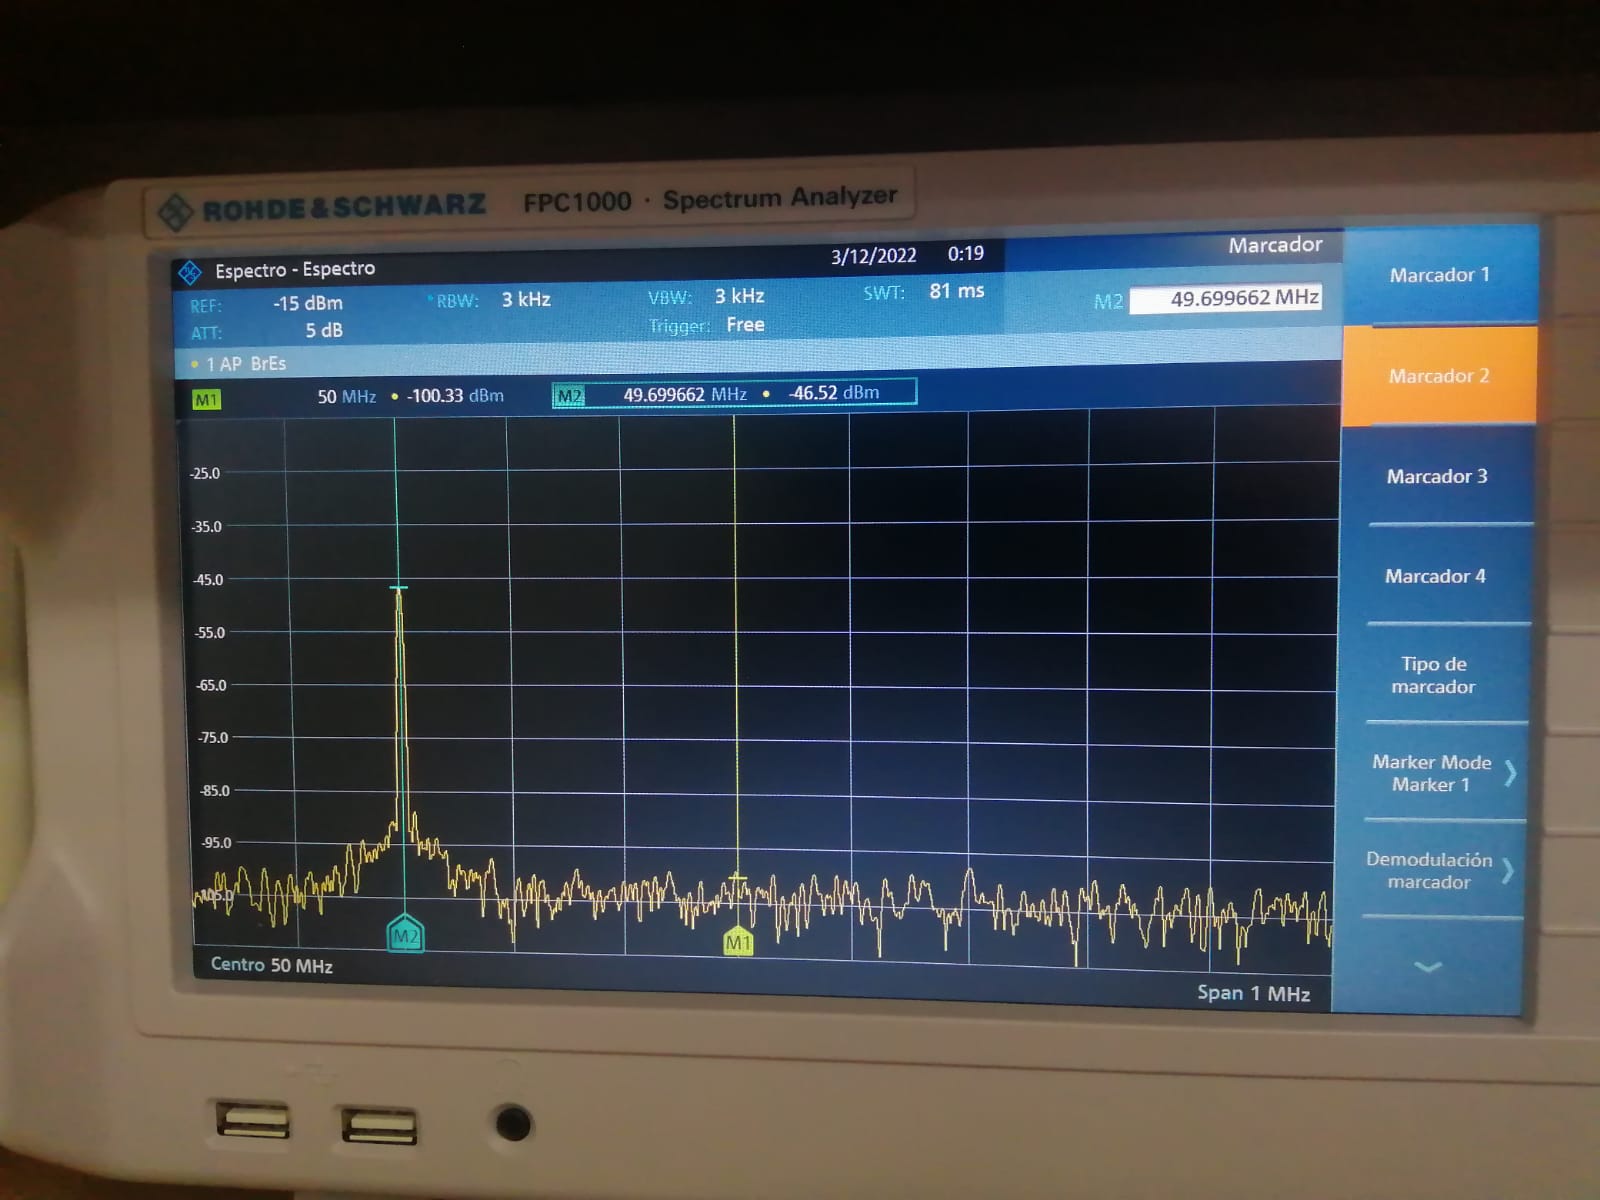 ROHDE & SCHWARZ FPC1000 · Spectrum Analyzer
Espectro - Espectro 3/12/2022 0:19 Marcador
REF: -15 dBm RBW: 3 kHz VBW: 3 kHz SWT: 81 ms M2 49.699662 MHz
ATT: 5 dB Trigger: Free
1 AP BrEs
M1 50 MHz • -100.33 dBm M2 49.699662 MHz • -46.52 dBm
-25.0
-35.0
-45.0
-55.0
-65.0
-75.0
-85.0
-95.0
-105.0
M2
M1
Centro 50 MHz
Span 1 MHz
Marcador 1
Marcador 2
Marcador 3
Marcador 4
Tipo de
marcador
Marker Mode
Marker 1
Demodulación
marcador